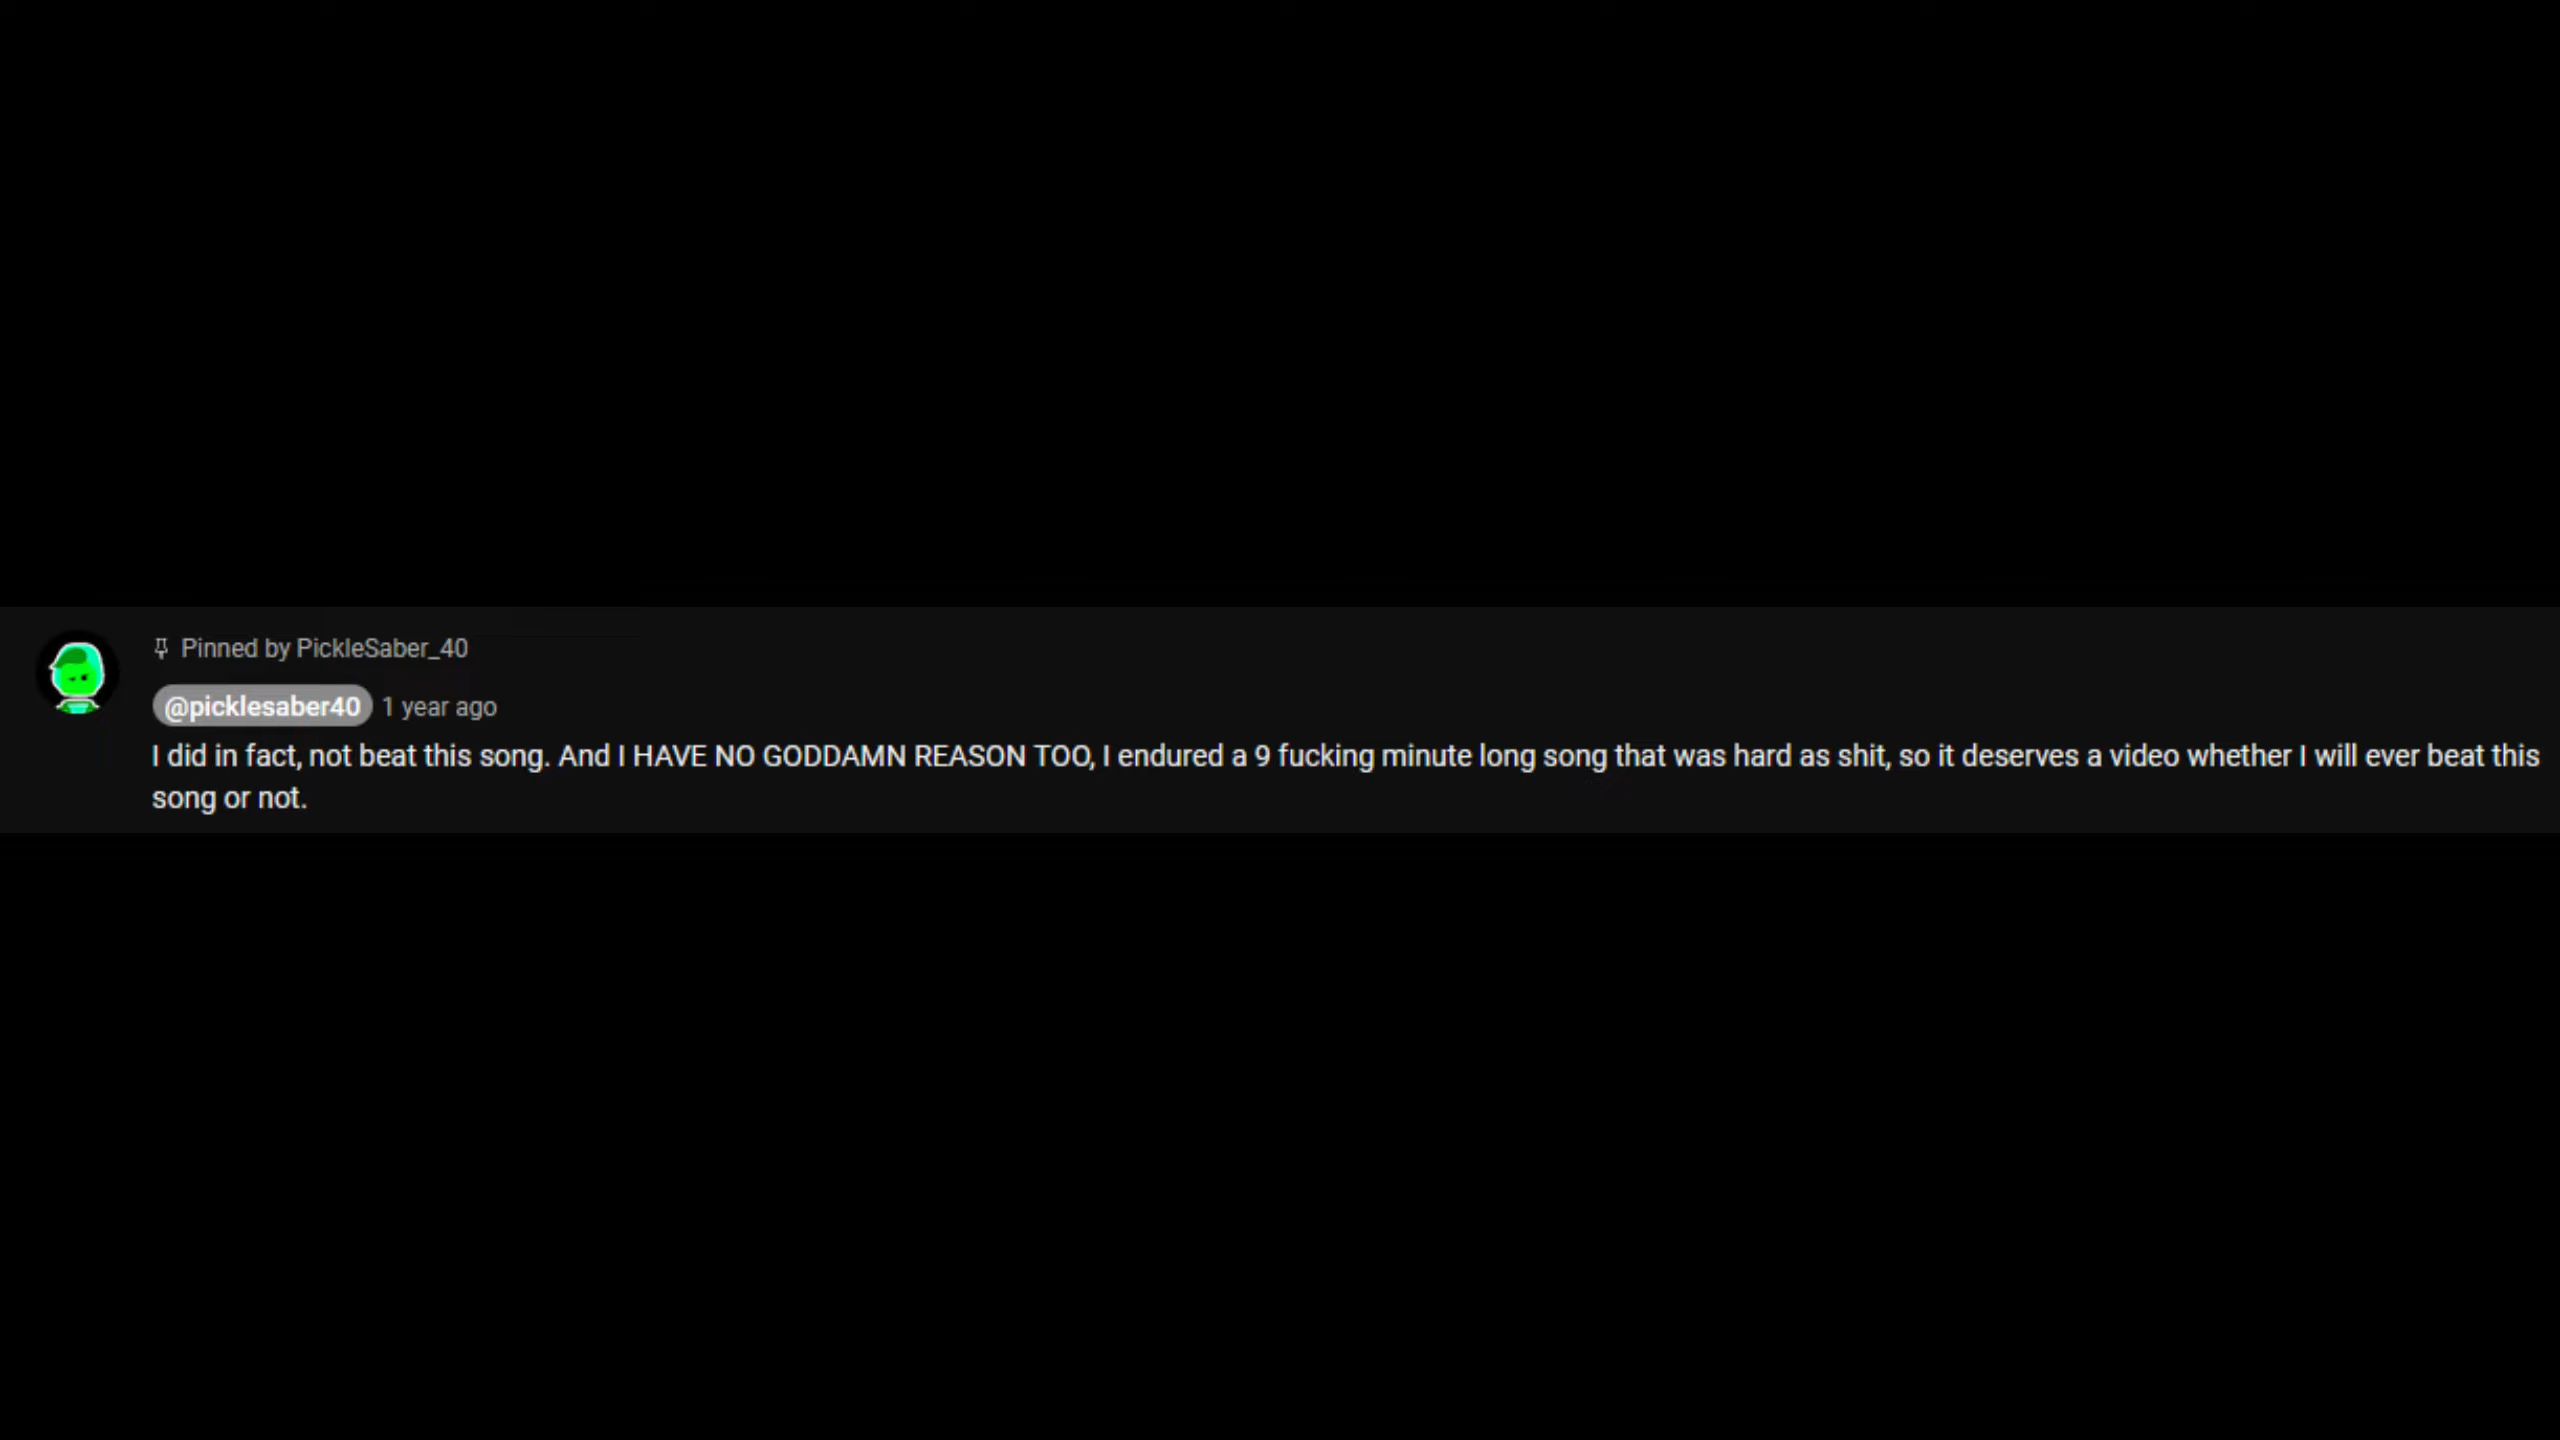 Pinned by PickleSaber_40
@picklesaber40 1 year ago
I did in fact, not beat this song. And I HAVE NO GODDAMN REASON TOO, I endured a 9 fucking minute long song that was hard as shit, so it deserves a video whether I will ever beat this
song or not.